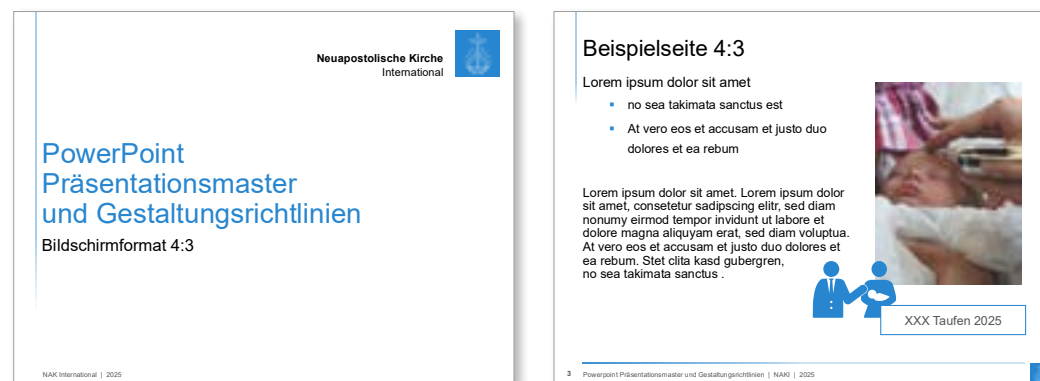 Neuapostolische Kirche
International
PowerPoint
Präsentationsmaster
und Gestaltungsrichtlinien
Bildschirmformat 4:3
NAK International | 2025
Beispielseite 4:3
Lorem ipsum dolor sit amet
no sea takimata sanctus est
At vero eos et accusam et justo duo
dolores et ea rebum
Lorem ipsum dolor sit amet. Lorem ipsum dolor
sit amet, consetetur sadipscing elitr, sed diam
nonumy eirmod tempor invidunt ut labore et
dolore magna aliquyam erat, sed diam voluptua.
At vero eos et accusam et justo duo dolores et
ea rebum. Stet clita kasd gubergren,
no sea takimata sanctus .
XXX Taufen 2025
3 Powerpoint Präsentationsmaster und Gestaltungsrichtlinien | NAKI | 2025